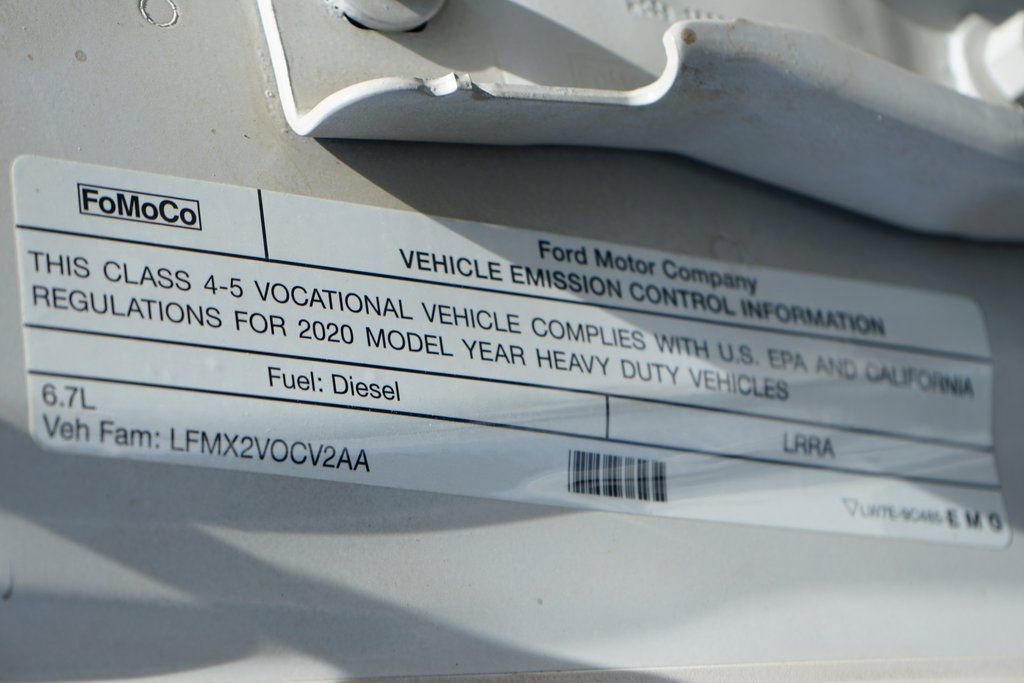 FoMoCo
Ford Motor Company
VEHICLE EMISSION CONTROL INFORMATION
THIS CLASS 4-5 VOCATIONAL VEHICLE COMPLIES WITH U.S. EPA AND CALIFORNIA
REGULATIONS FOR 2020 MODEL YEAR HEAVY DUTY VEHICLES
Fuel: Diesel
LRRA
6.7L
Veh Fam: LFMX2VOCV2AA
E M G